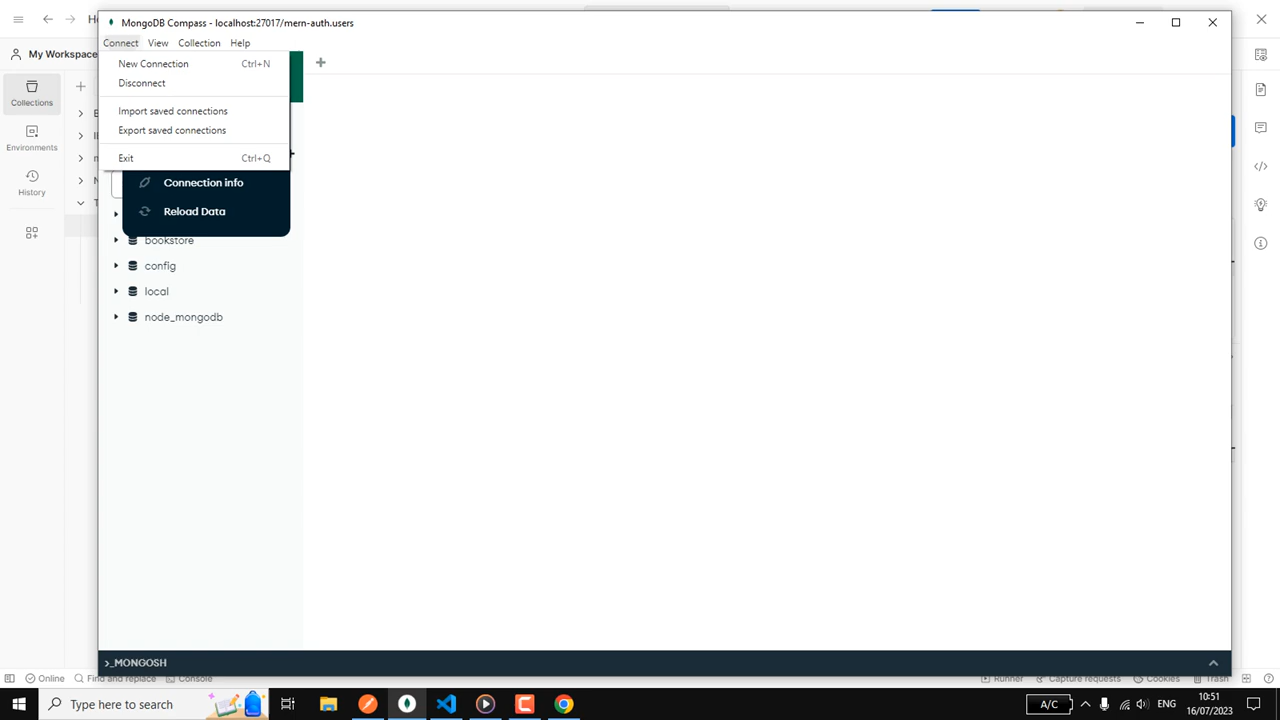 MongoDB Compass - localhost:27017/mern-auth.users
Connect View Collection Help
New Connection Ctrl+N
Disconnect
Import saved connections
Export saved connections
Exit Ctrl+Q
My Workspace
Collections
Environments
History
Connection info
Reload Data
bookstore
config
local
node_mongodb
>_MONGOSH
Online Find and replace Console Runner Capture requests Cookies Trash
Type here to search
A/C ENG 10:51
16/07/2023